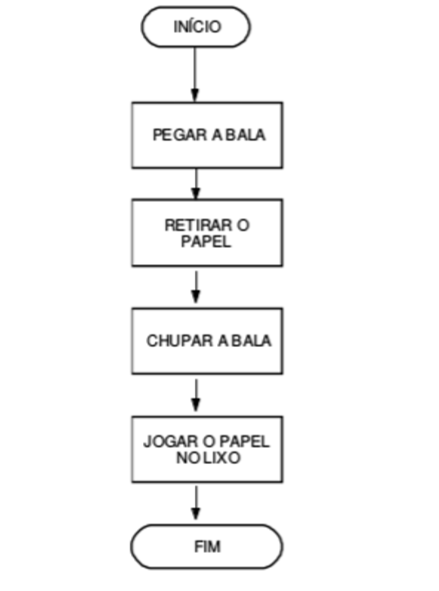 INÍCIO
PEGAR A BALA
RETIRAR O
PAPEL
CHUPAR A BALA
JOGAR O PAPEL
NO LIXO
FIM